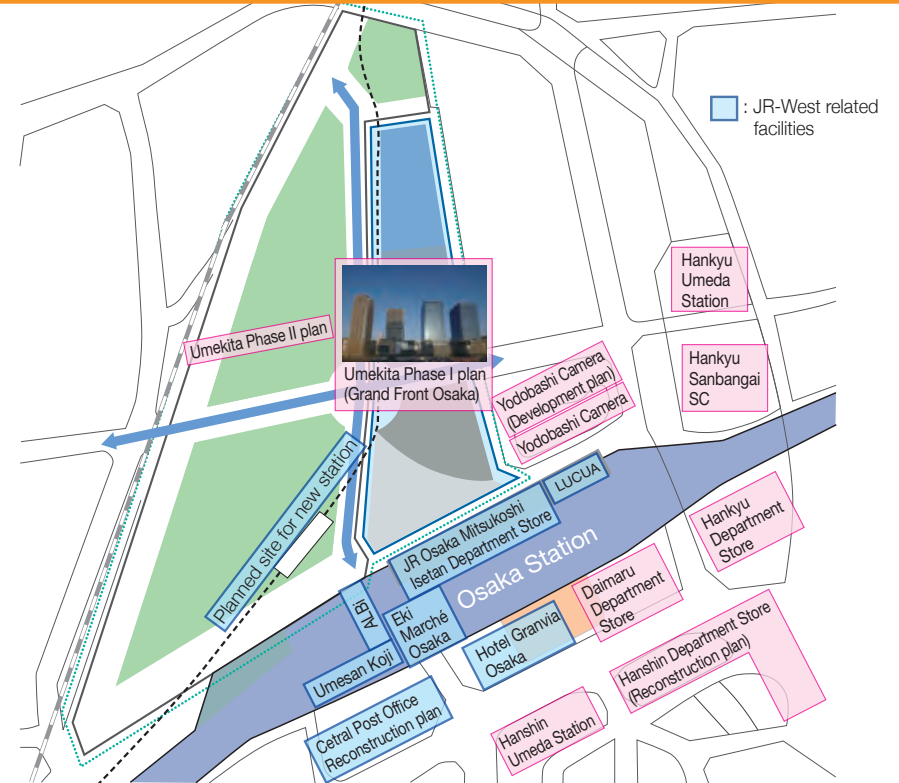 : JR-West related
facilities
Hankyu
Umeda
Station
Umekita Phase II plan
Umekita Phase I plan
(Grand Front Osaka)
Hankyu
Sanbangai
SC
Yodobashi Camera
(Development plan)
Yodobashi Camera
Planned site for new station
LUCUA
JR Osaka Mitsukoshi
Isetan Department Store
Osaka Station
Hankyu
Department
Store
ALBi
Eki
Marché
Osaka
Daimaru
Department
Store
Hotel Granvia
Osaka
Umesan Koji
Hanshin Department Store
(Reconstruction plan)
Cetral Post Office
Reconstruction plan
Hanshin
Umeda Station